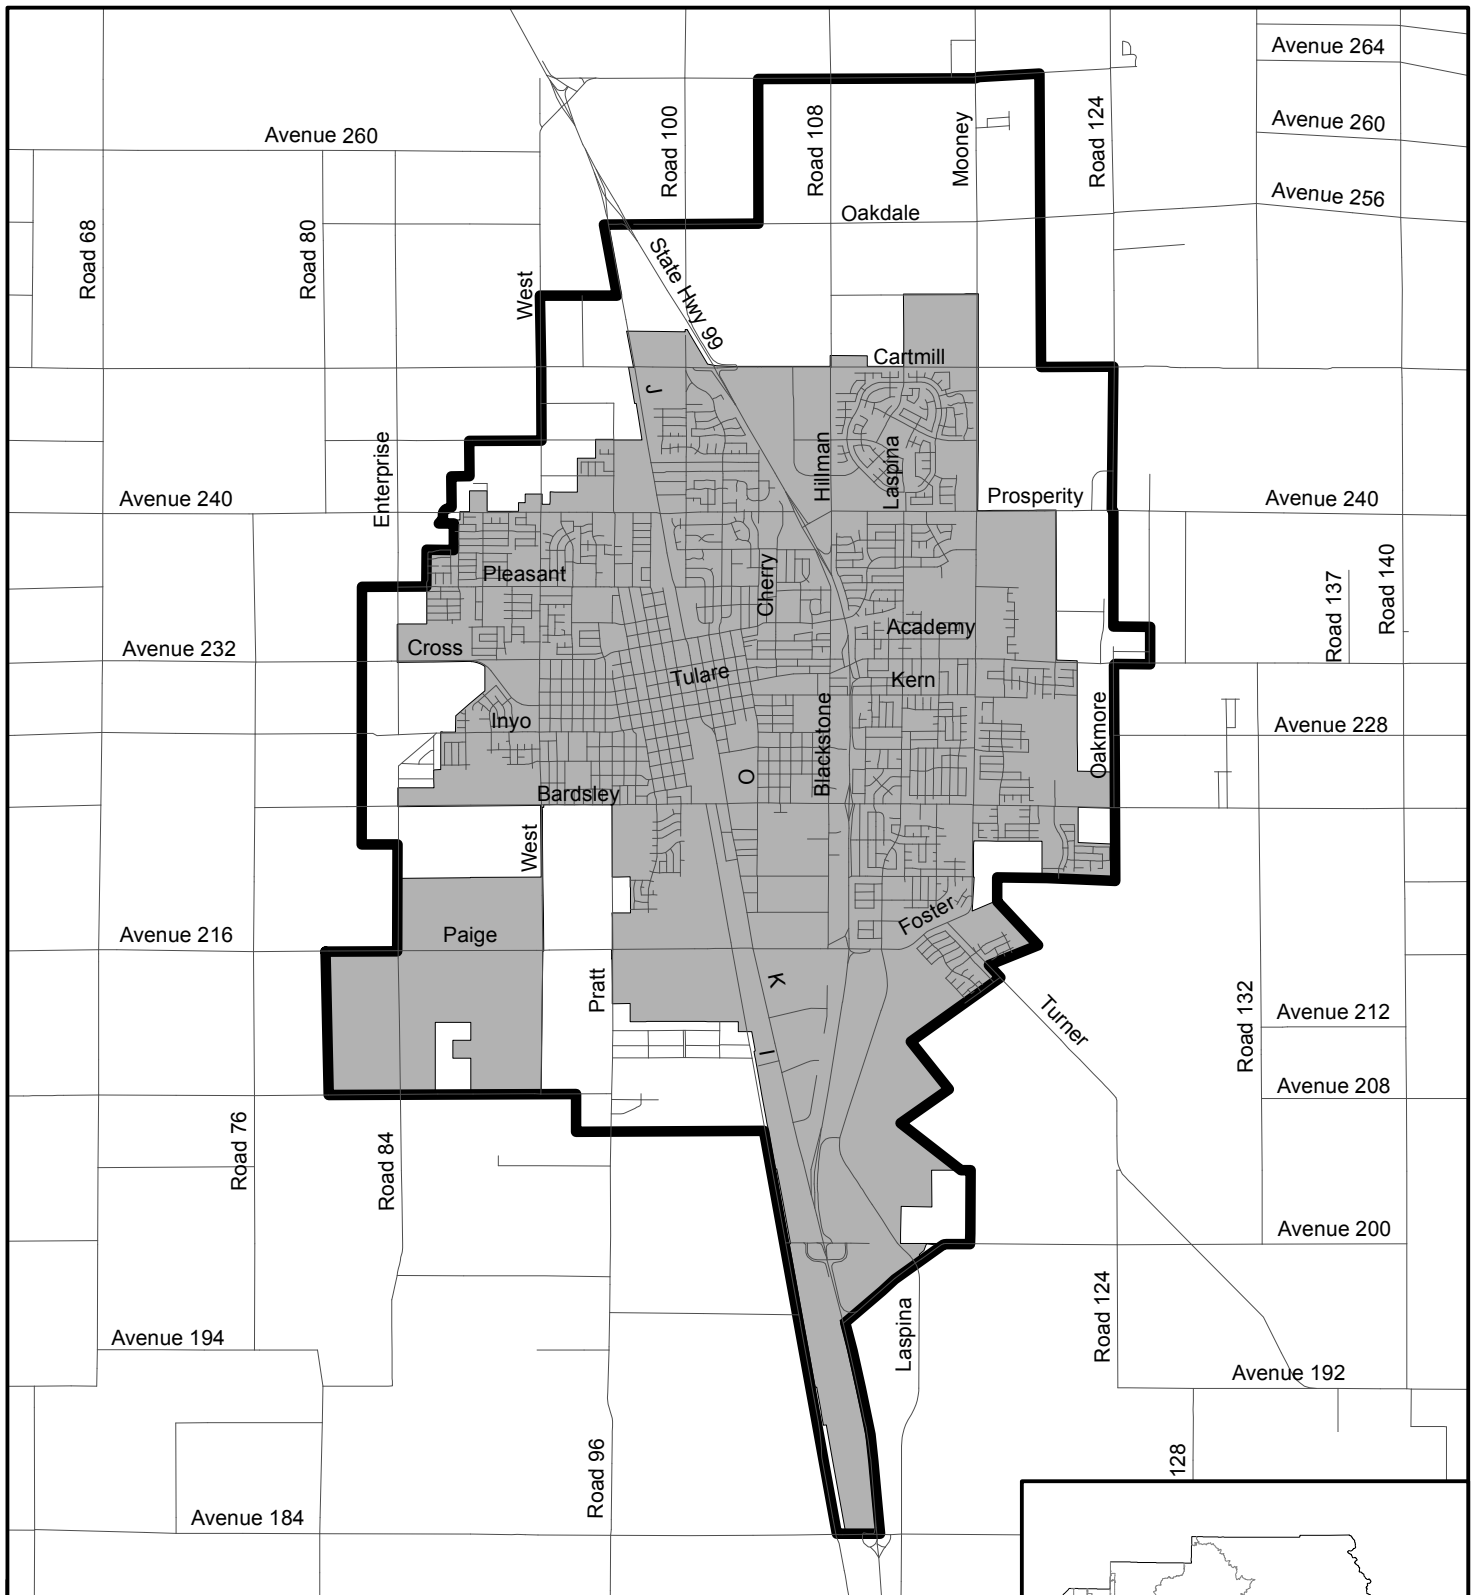 Avenue 264
Avenue 260
Avenue 260
Road 100
Road 108
Mooney
Road 124
Avenue 256
Oakdale
Road 68
Road 80
West
State Hwy 99
Cartmill
J
Enterprise
Hillman
Laspina
Avenue 240
Prosperity
Avenue 240
Pleasant
Cherry
Road 137
Road 140
Academy
Avenue 232
Cross
Tulare
Kern
Inyo
Blackstone
Oakmore
Avenue 228
O
Bardsley
West
Foster
Avenue 216
Paige
Pratt
K
Turner
Road 132
Avenue 212
I
Avenue 208
Road 76
Road 84
Avenue 200
Laspina
Road 124
Avenue 194
Avenue 192
Road 96
128
Avenue 184